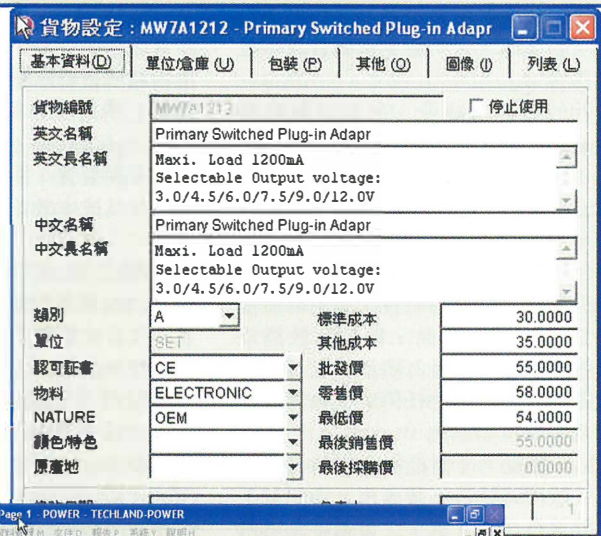 貨物設定 : MW7A1212 - Primary Switched Plug-in Adapr
基本資料(D) 單位/倉庫 (U) 包裝 (P) 其他 (O) 圖像 (I) 列表 (L)
貨物編號 MW7A1212 停止使用
英文名稱 Primary Switched Plug-in Adapr
英文長名稱 Maxi. Load 1200mA
Selectable Output voltage:
3.0/4.5/6.0/7.5/9.0/12.0V
中文名稱 Primary Switched Plug-in Adapr
中文長名稱 Maxi. Load 1200mA
Selectable Output voltage:
3.0/4.5/6.0/7.5/9.0/12.0V
類別 A 標準成本 30.0000
單位 SET 其他成本 35.0000
認可証書 CE 批發價 55.0000
物料 ELECTRONIC 零售價 58.0000
NATURE OEM 最低價 54.0000
顏色/特色 最後銷售價 55.0000
原產地 最後採購價 0.0000
1
Page 1 - POWER - TECHLAND-POWER